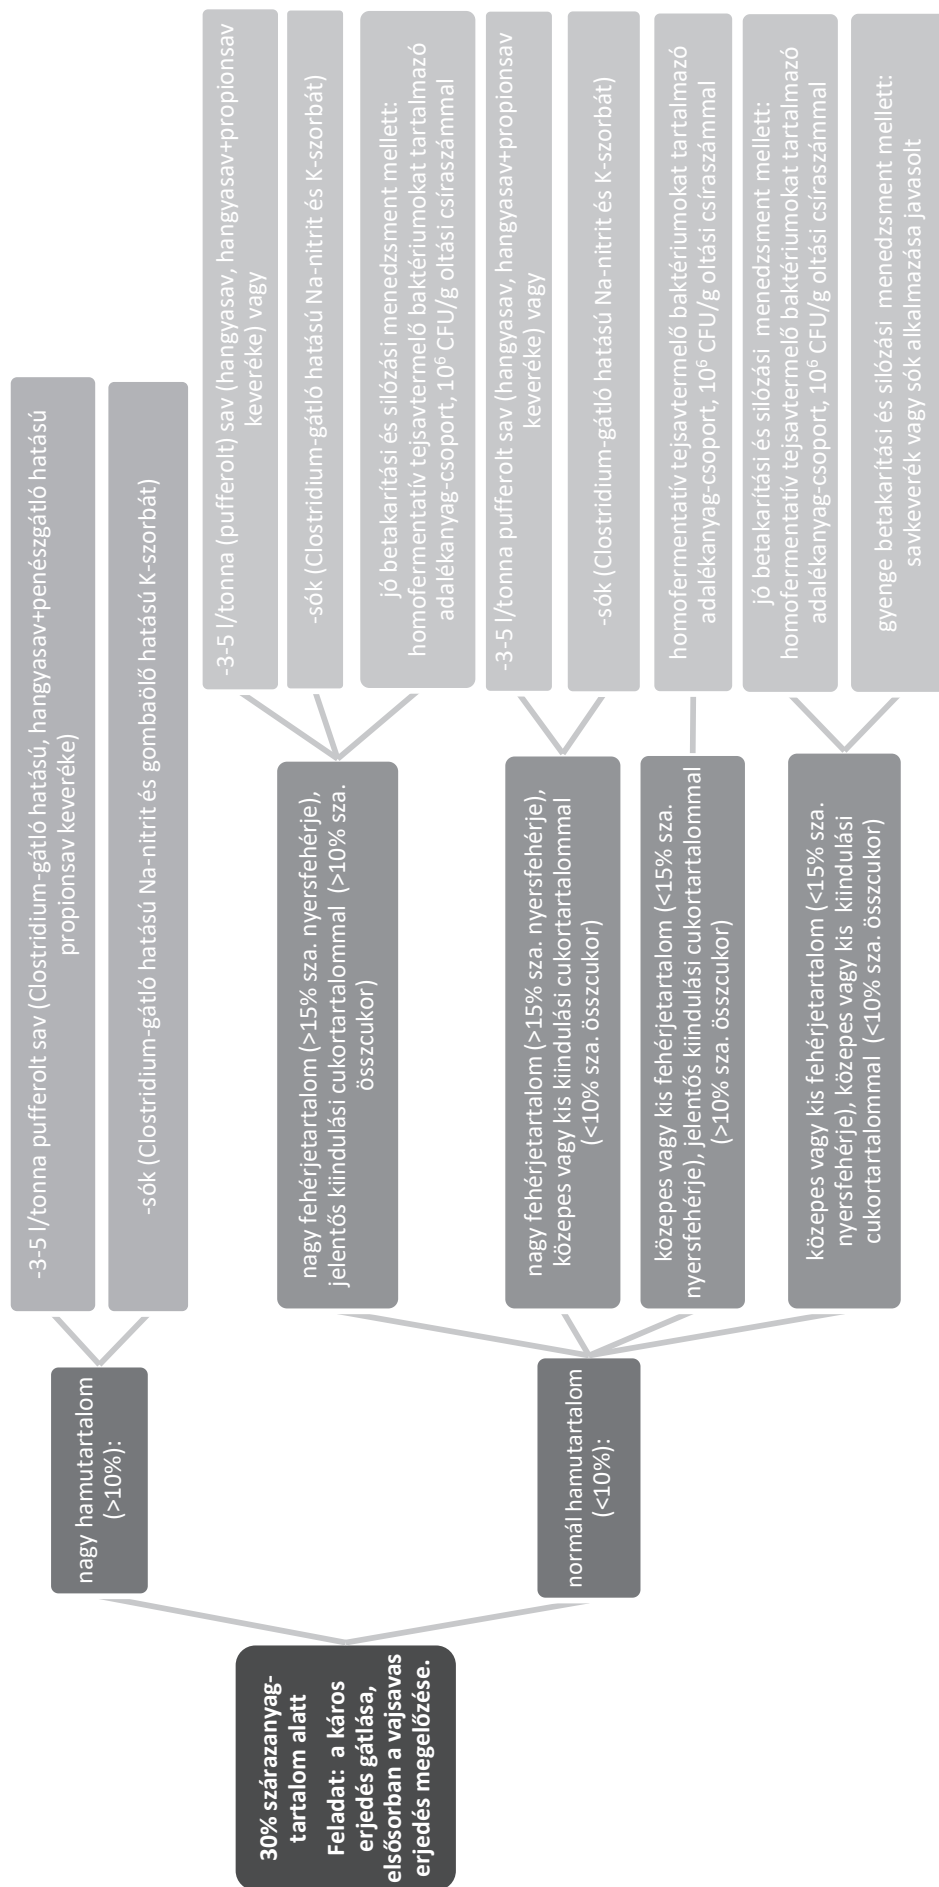 30% szárazanyag-
tartalom alatt
Feladat: a káros
erjedés gátlása,
elsősorban a vajsavas
erjedés megelőzése.
nagy hamutartalom
(>10%):
-3-5 l/tonna pufferolt sav (Clostridium-gátló hatású, hangyasav+penészgátló hatású
propionsav keveréke)
-sók (Clostridium-gátló hatású Na-nitrit és gombaölő hatású K-szorbát)
normál hamutartalom
(<10%):
nagy fehérjetartalom (>15% sza. nyersfehérje),
jelentős kiindulási cukortartalommal (>10% sza.
összcukor)
-3-5 l/tonna (pufferolt) sav (hangyasav, hangyasav+propionsav
keveréke) vagy
-sók (Clostridium-gátló hatású Na-nitrit és K-szorbát)
jó betakarítási és silózási menedzsment mellett:
homofermentatív tejsavtermelő baktériumokat tartalmazó
adalékanyag-csoport, 10⁶ CFU/g oltási csíraszámmal
nagy fehérjetartalom (>15% sza. nyersfehérje),
közepes vagy kis kiindulási cukortartalommal
(<10% sza. összcukor)
-3-5 l/tonna pufferolt sav (hangyasav, hangyasav+propionsav
keveréke) vagy
-sók (Clostridium-gátló hatású Na-nitrit és K-szorbát)
közepes vagy kis fehérjetartalom (<15% sza.
nyersfehérje), jelentős kiindulási cukortartalommal
(>10% sza. összcukor)
homofermentatív tejsavtermelő baktériumokat tartalmazó
adalékanyag-csoport, 10⁶ CFU/g oltási csíraszámmal
közepes vagy kis fehérjetartalom (<15% sza.
nyersfehérje), közepes vagy kis kiindulási
cukortartalommal (<10% sza. összcukor)
jó betakarítási és silózási menedzsment mellett:
homofermentatív tejsavtermelő baktériumokat tartalmazó
adalékanyag-csoport, 10⁶ CFU/g oltási csíraszámmal
gyenge betakarítási és silózási menedzsment mellett:
savkeverék vagy sók alkalmazása javasolt